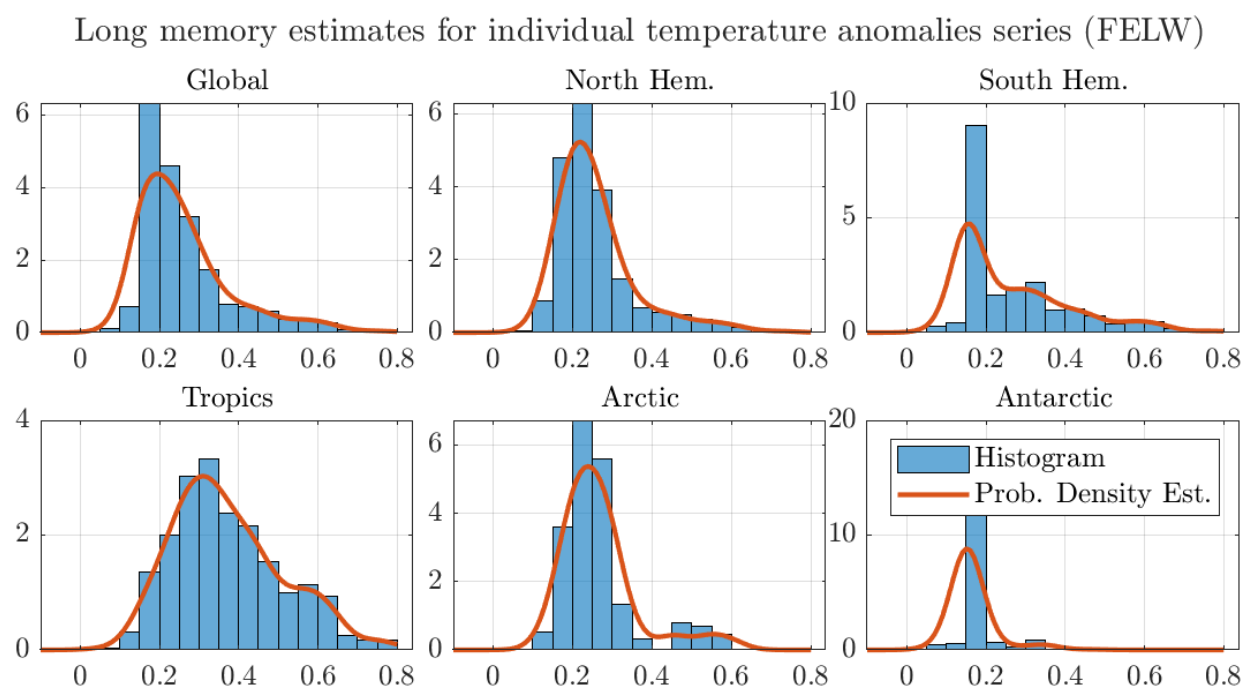 Long memory estimates for individual temperature anomalies series (FELW)
Global
North Hem.
South Hem.
6
4
2
0
0 0.2 0.4 0.6 0.8
6
4
2
0
0 0.2 0.4 0.6 0.8
10
5
0
0 0.2 0.4 0.6 0.8
Tropics
Arctic
Antarctic
4
2
0
0 0.2 0.4 0.6 0.8
6
4
2
0
0 0.2 0.4 0.6 0.8
20
10
0
0 0.2 0.4 0.6 0.8
Histogram
Prob. Density Est.